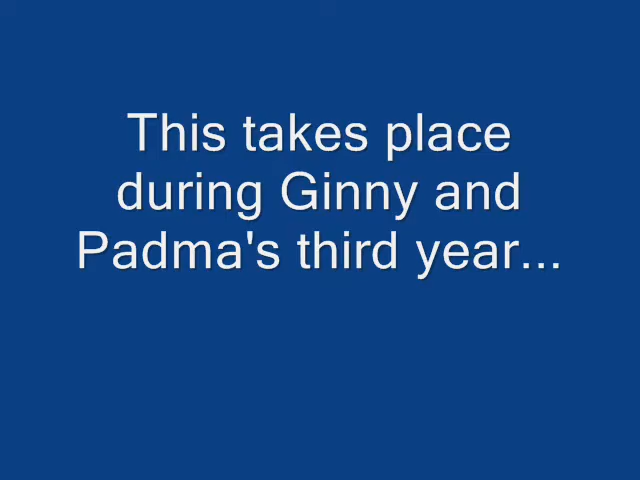 This takes place
during Ginny and
Padma's third year...